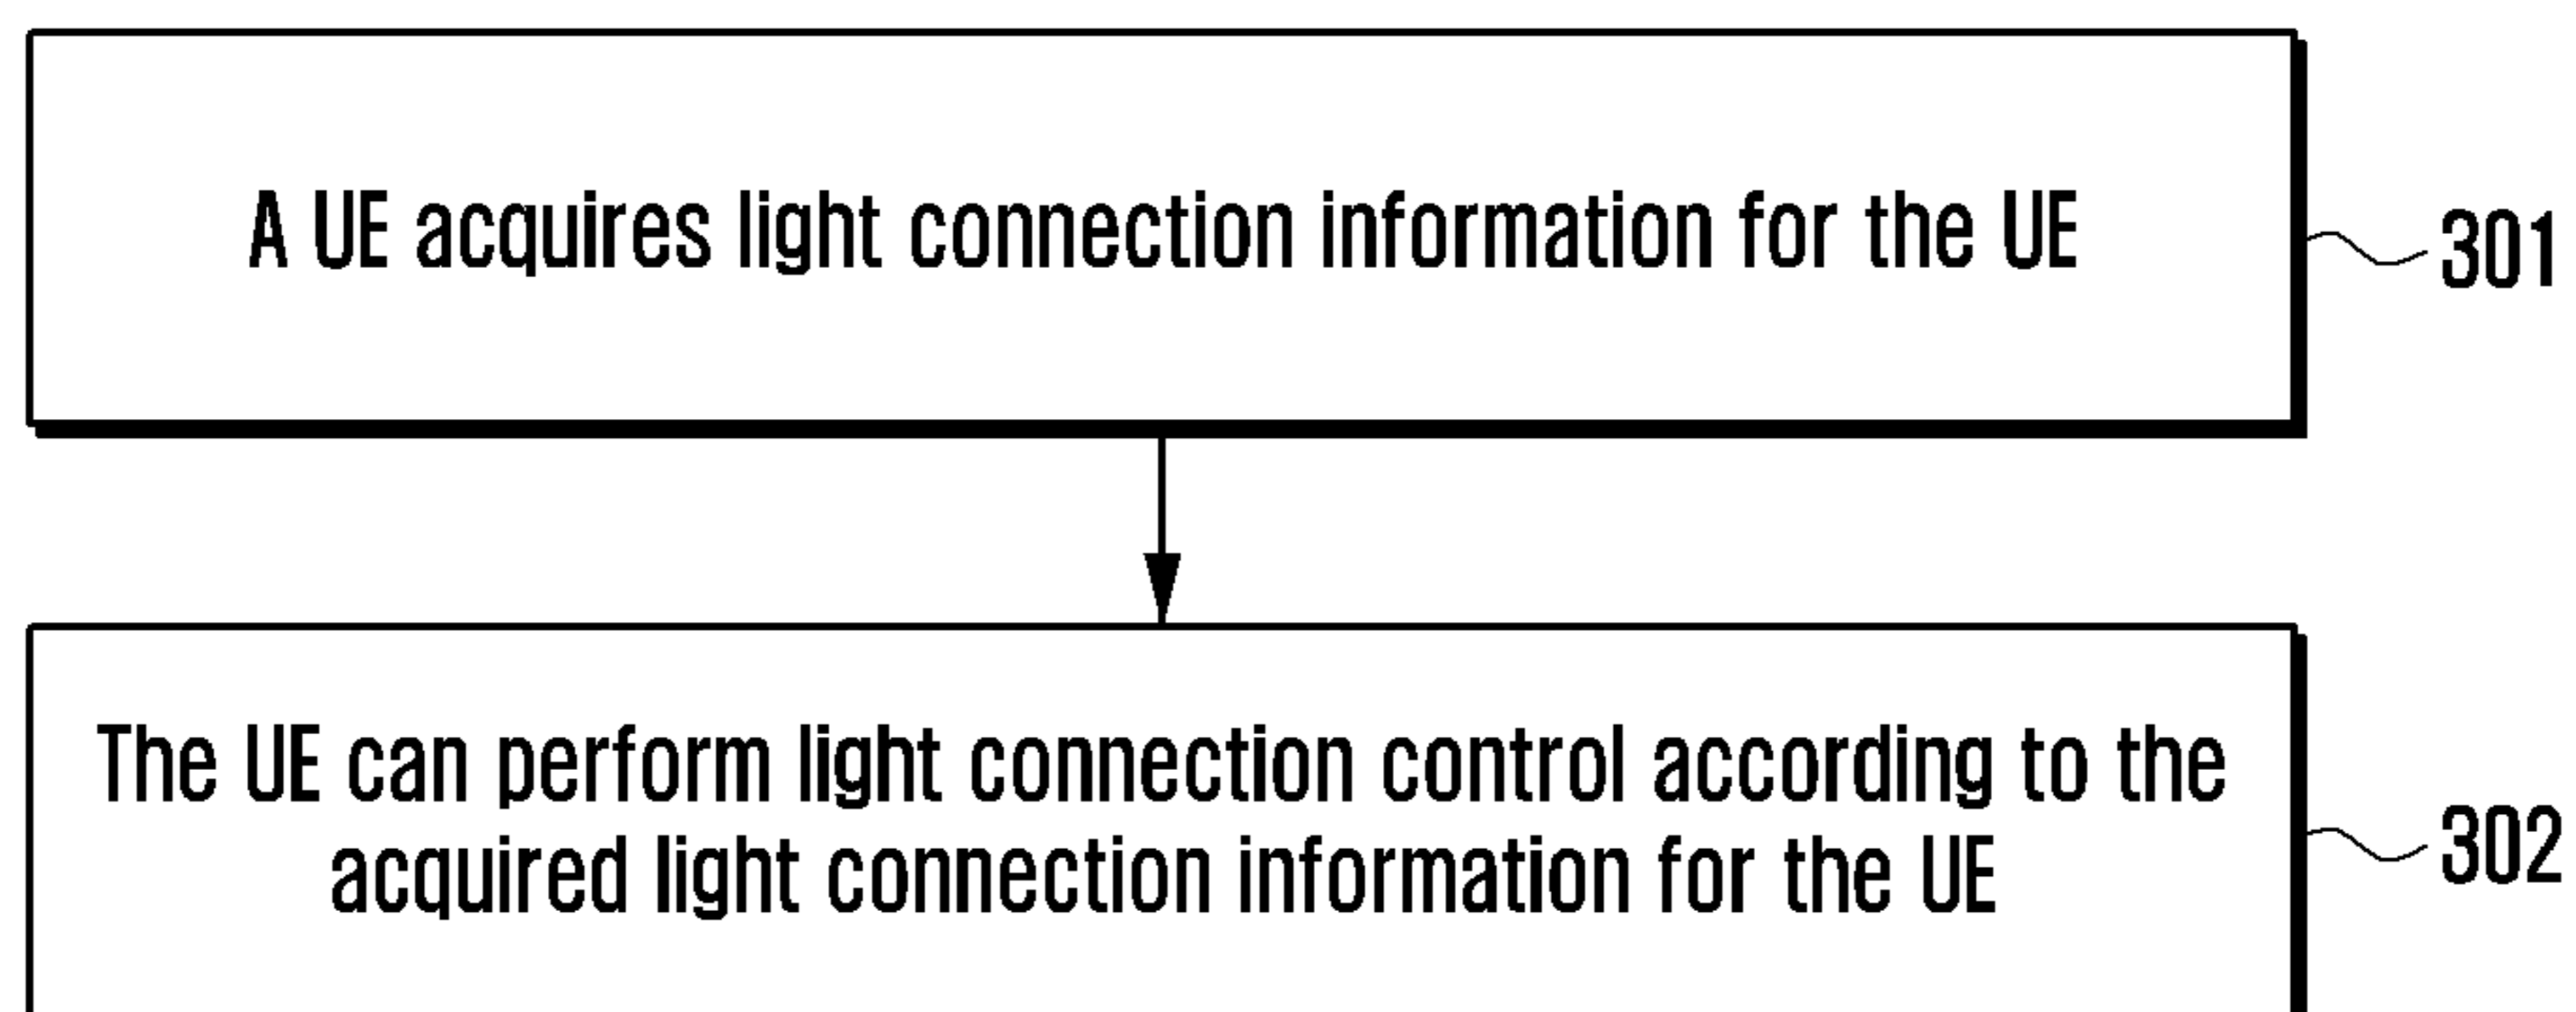 A UE acquires light connection information for the UE
301
The UE can perform light connection control according to the
acquired light connection information for the UE
302